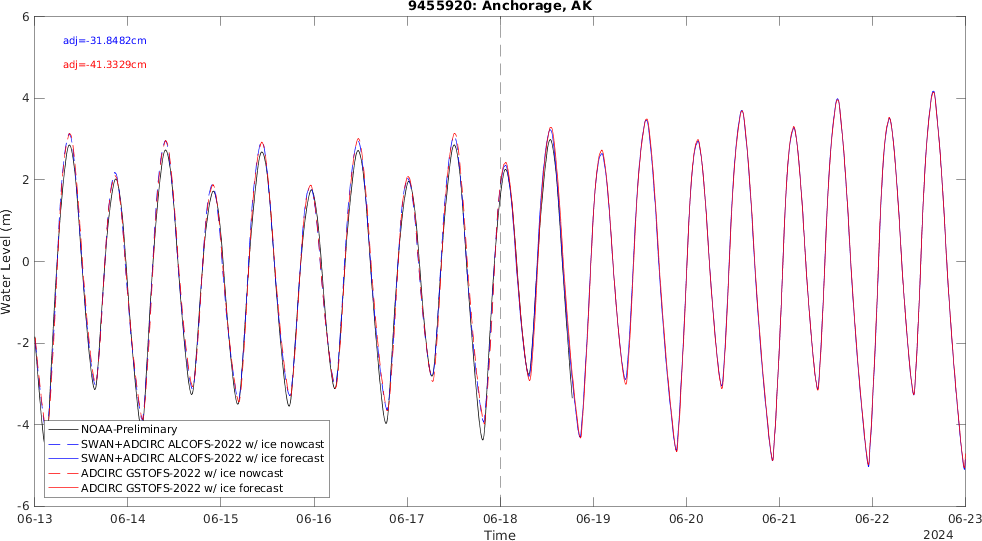 9455920: Anchorage, AK
adj=-31.8482cm
adj=-41.3329cm
Water Level (m)
6
4
2
0
-2
-4
-6
NOAA-Preliminary
SWAN+ADCIRC ALCOFS-2022 w/ ice nowcast
SWAN+ADCIRC ALCOFS-2022 w/ ice forecast
ADCIRC GSTOFS-2022 w/ ice nowcast
ADCIRC GSTOFS-2022 w/ ice forecast
06-13 06-14 06-15 06-16 06-17 06-18 06-19 06-20 06-21 06-22 06-23
Time
2024